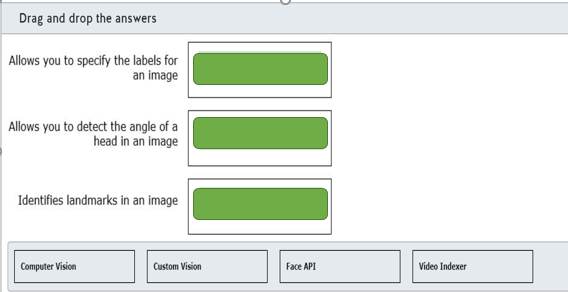 Drag and drop the answers
Allows you to specify the labels for
an image
Allows you to detect the angle of a
head in an image
Identifies landmarks in an image
Computer Vision
Custom Vision
Face API
Video Indexer